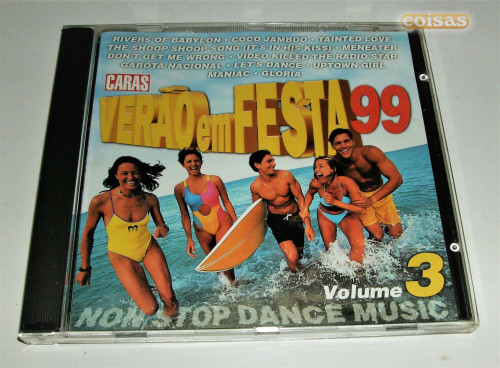 coisas
RIVERS OF BABYLON • COCO JAMBOO • TAINTED LOVE
THE SHOOP SHOOP SONG (IT'S IN HIS KISS) • MENEATER
DON'T GET ME WRONG • VIDEO KILLED THE RADIO STAR
GAROTA NACIONAL • LET'S DANCE • UPTOWN GIRL
MANIAC • GLORIA
CARAS
VERÃO em FESTA 99
Volume 3
NON STOP DANCE MUSIC